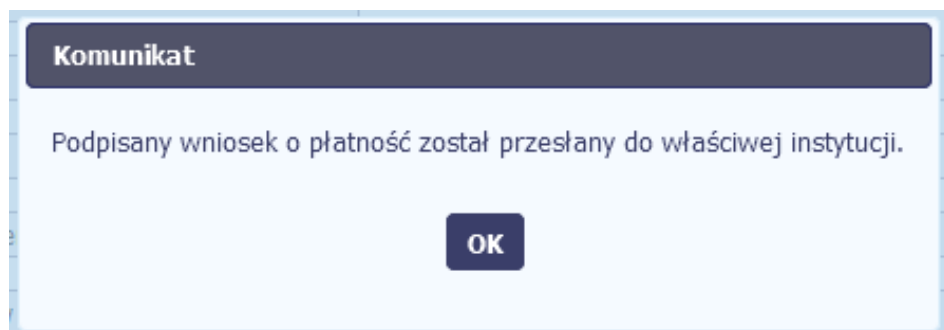 Komunikat
Podpisany wniosek o płatność został przesłany do właściwej instytucji.
OK